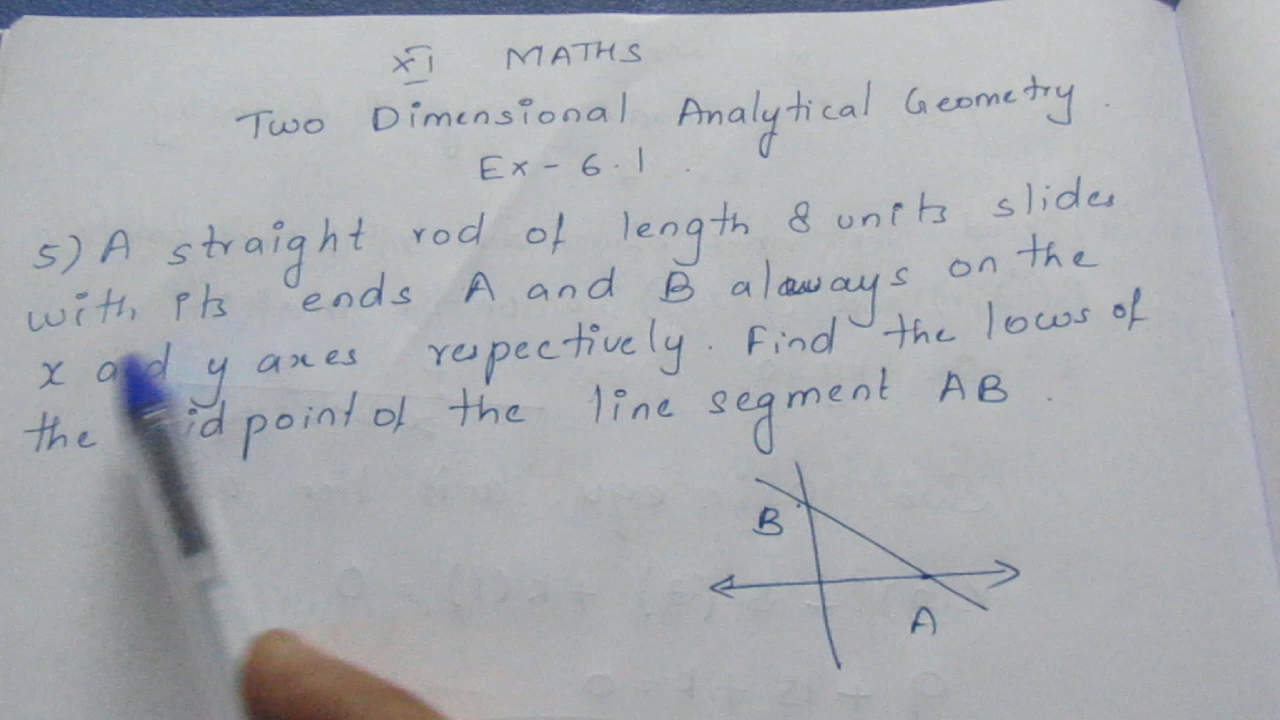 XI MATHS
Two Dimensional Analytical Geometry.
Ex - 6.1.
5) A straight rod of length 8 units slides
with its ends A and B always on the
x and y axes respectively. Find the locus of
the midpoint of the line segment AB.
B
A